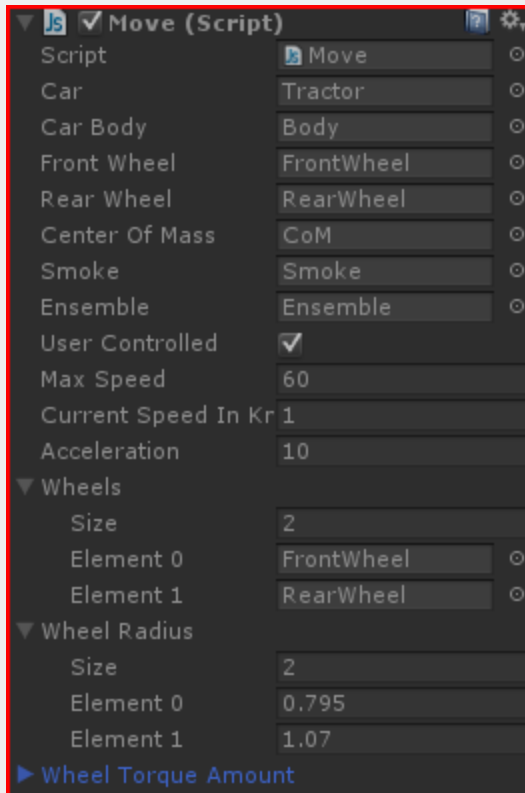 Js Move (Script)
Script Move
Car Tractor
Car Body Body
Front Wheel FrontWheel
Rear Wheel RearWheel
Center Of Mass CoM
Smoke Smoke
Ensemble Ensemble
User Controlled
Max Speed 60
Current Speed In Kr 1
Acceleration 10
Wheels
Size 2
Element 0 FrontWheel
Element 1 RearWheel
Wheel Radius
Size 2
Element 0 0.795
Element 1 1.07
Wheel Torque Amount